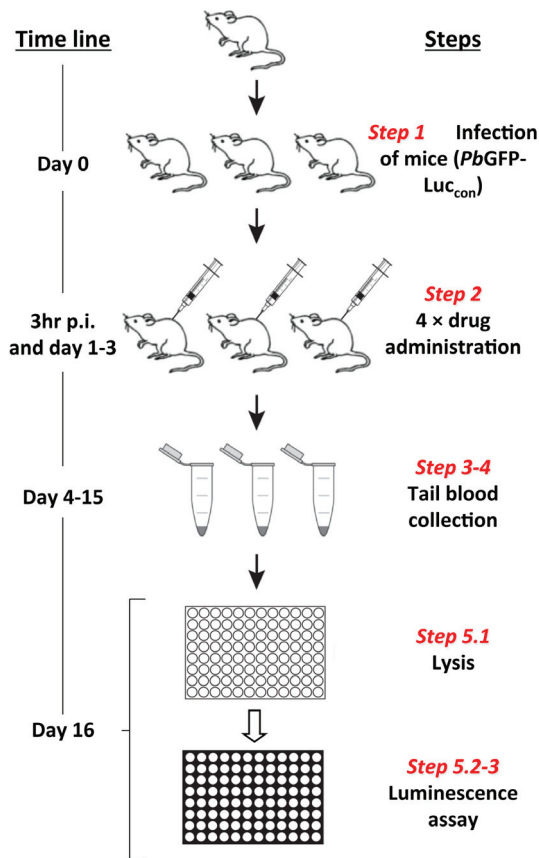 Time line
Steps
Step 1 Infection
of mice (PbGFP-
Luccon)
Day 0
Step 2
4 × drug
administration
3hr p.i.
and day 1-3
Step 3-4
Tail blood
collection
Day 4-15
Step 5.1
Lysis
Day 16
Step 5.2-3
Luminescence
assay